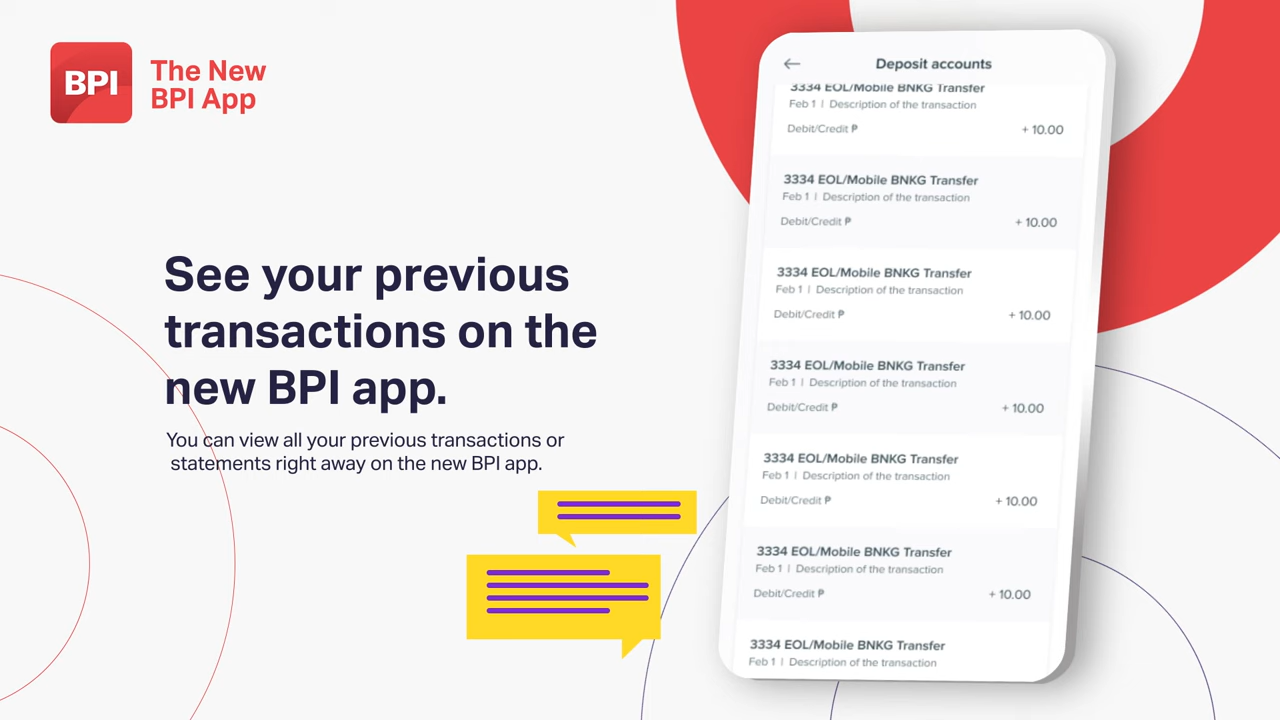 BPI
The New
BPI App
See your previous
transactions on the
new BPI app.
You can view all your previous transactions or
statements right away on the new BPI app.
Deposit accounts
3334 EOL/Mobile BNKG Transfer
Feb 1 | Description of the transaction
Debit/Credit ₱ + 10.00
3334 EOL/Mobile BNKG Transfer
Feb 1 | Description of the transaction
Debit/Credit ₱ + 10.00
3334 EOL/Mobile BNKG Transfer
Feb 1 | Description of the transaction
Debit/Credit ₱ + 10.00
3334 EOL/Mobile BNKG Transfer
Feb 1 | Description of the transaction
Debit/Credit ₱ + 10.00
3334 EOL/Mobile BNKG Transfer
Feb 1 | Description of the transaction
Debit/Credit ₱ + 10.00
3334 EOL/Mobile BNKG Transfer
Feb 1 | Description of the transaction
Debit/Credit ₱ + 10.00
3334 EOL/Mobile BNKG Transfer
Feb 1 | Description of the transaction